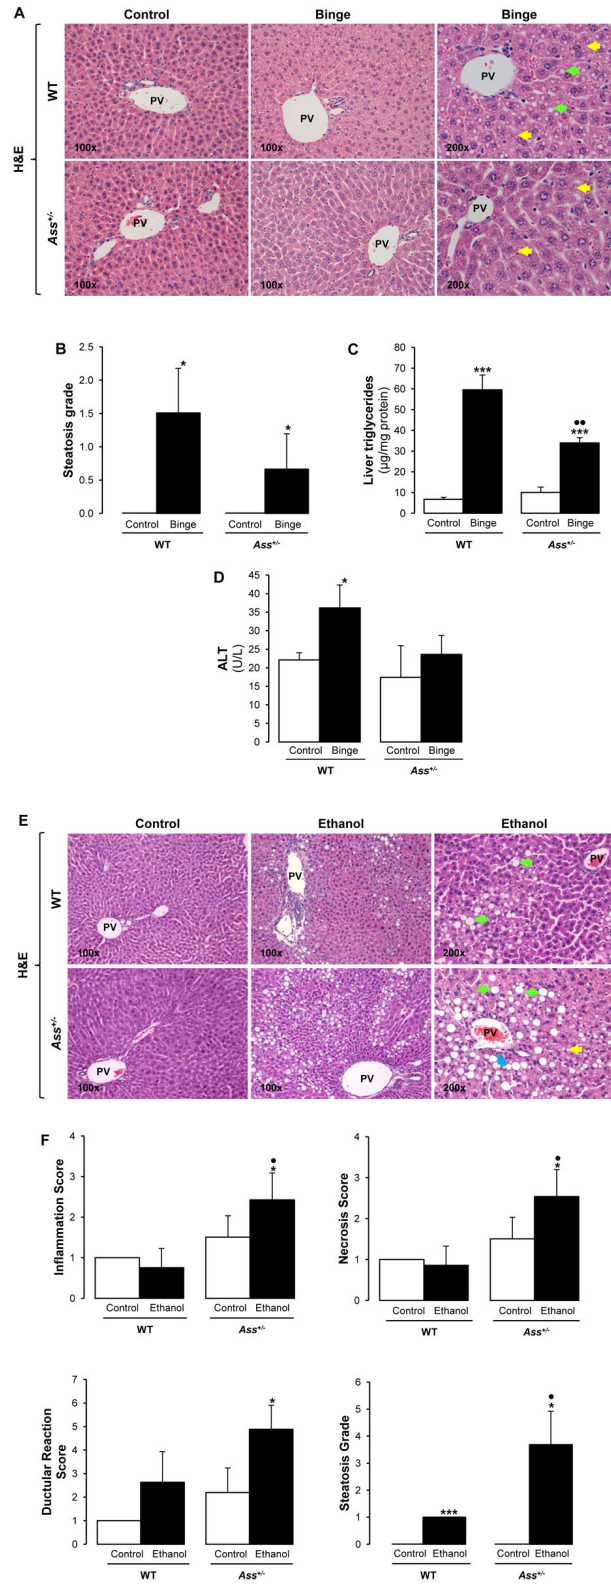 A
Control
Binge
Binge
H&E
WT
PV
100x
PV
100x
PV
200x
Ass+/-
PV
100x
PV
100x
PV
200x
B
Steatosis grade
2.5
2.0
1.5
1.0
0.5
0.0
*
*
Control Binge Control Binge
WT Ass+/-
C
Liver triglycerides
(µg/mg protein)
80
70
60
50
40
30
20
10
0
***
●●
***
Control Binge Control Binge
WT Ass+/-
D
ALT
(U/L)
45
40
35
30
25
20
15
10
5
0
*
Control Binge Control Binge
WT Ass+/-
E
Control
Ethanol
Ethanol
H&E
WT
PV
100x
PV
100x
PV
200x
Ass+/-
PV
100x
PV
100x
PV
200x
F
Inflammation Score
4
3
2
1
0
●
*
Control Ethanol Control Ethanol
WT Ass+/-
Necrosis Score
4
3
2
1
0
●
*
Control Ethanol Control Ethanol
WT Ass+/-
Ductular Reaction
Score
7
6
5
4
3
2
1
0
*
Control Ethanol Control Ethanol
WT Ass+/-
Steatosis Grade
6
5
4
3
2
1
0
***
●
*
Control Ethanol Control Ethanol
WT Ass+/-